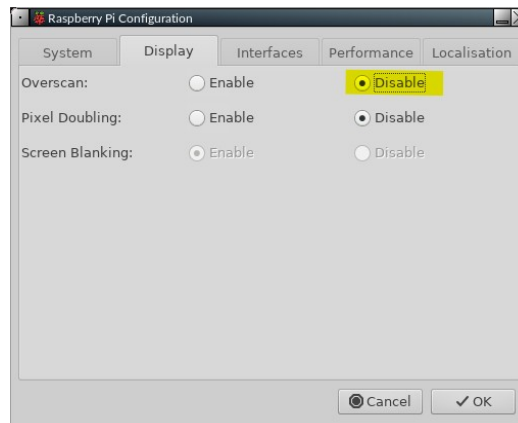 Raspberry Pi Configuration
System Display Interfaces Performance Localisation
Overscan: Enable Disable
Pixel Doubling: Enable Disable
Screen Blanking: Enable Disable
Cancel OK